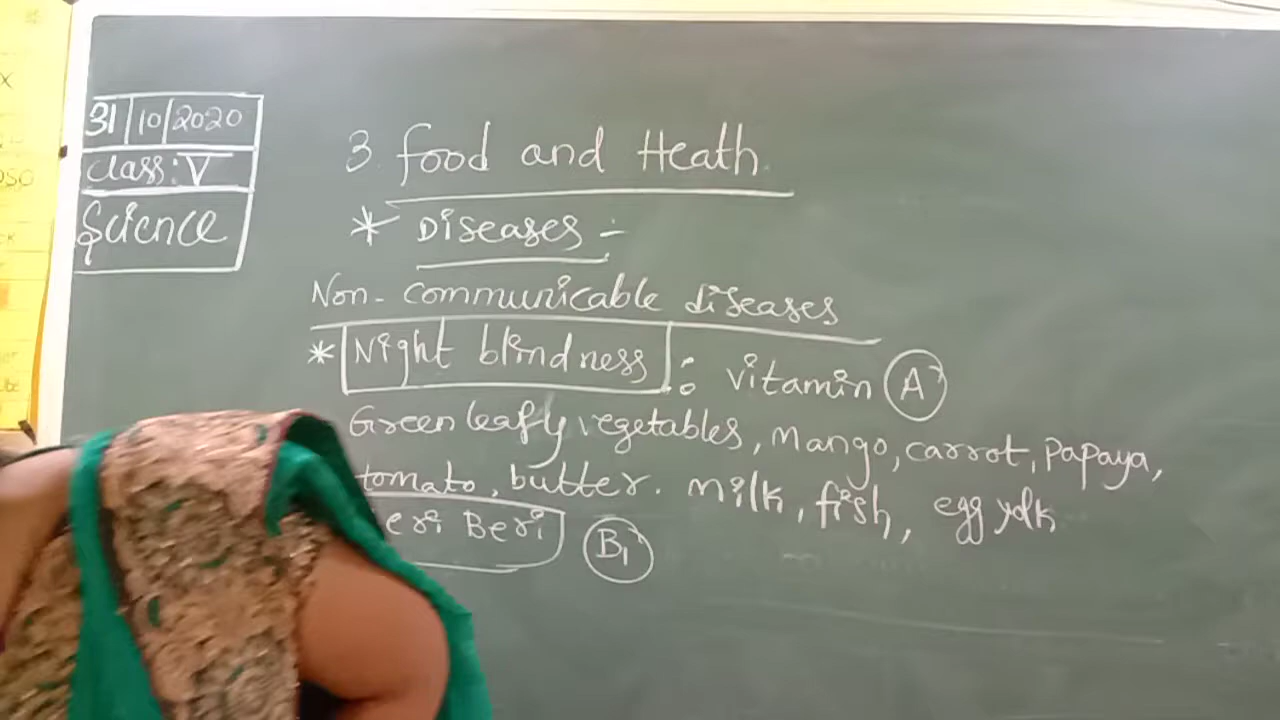 31 10 2020
Class: V
Science
3 food and Heath.
* Diseases :-
Non-communicable diseases
* Night blindness : vitamin A
Green leafy vegetables, Mango, carrot, papaya,
tomato, butter. milk, fish, egg yolk
eri Beri B1